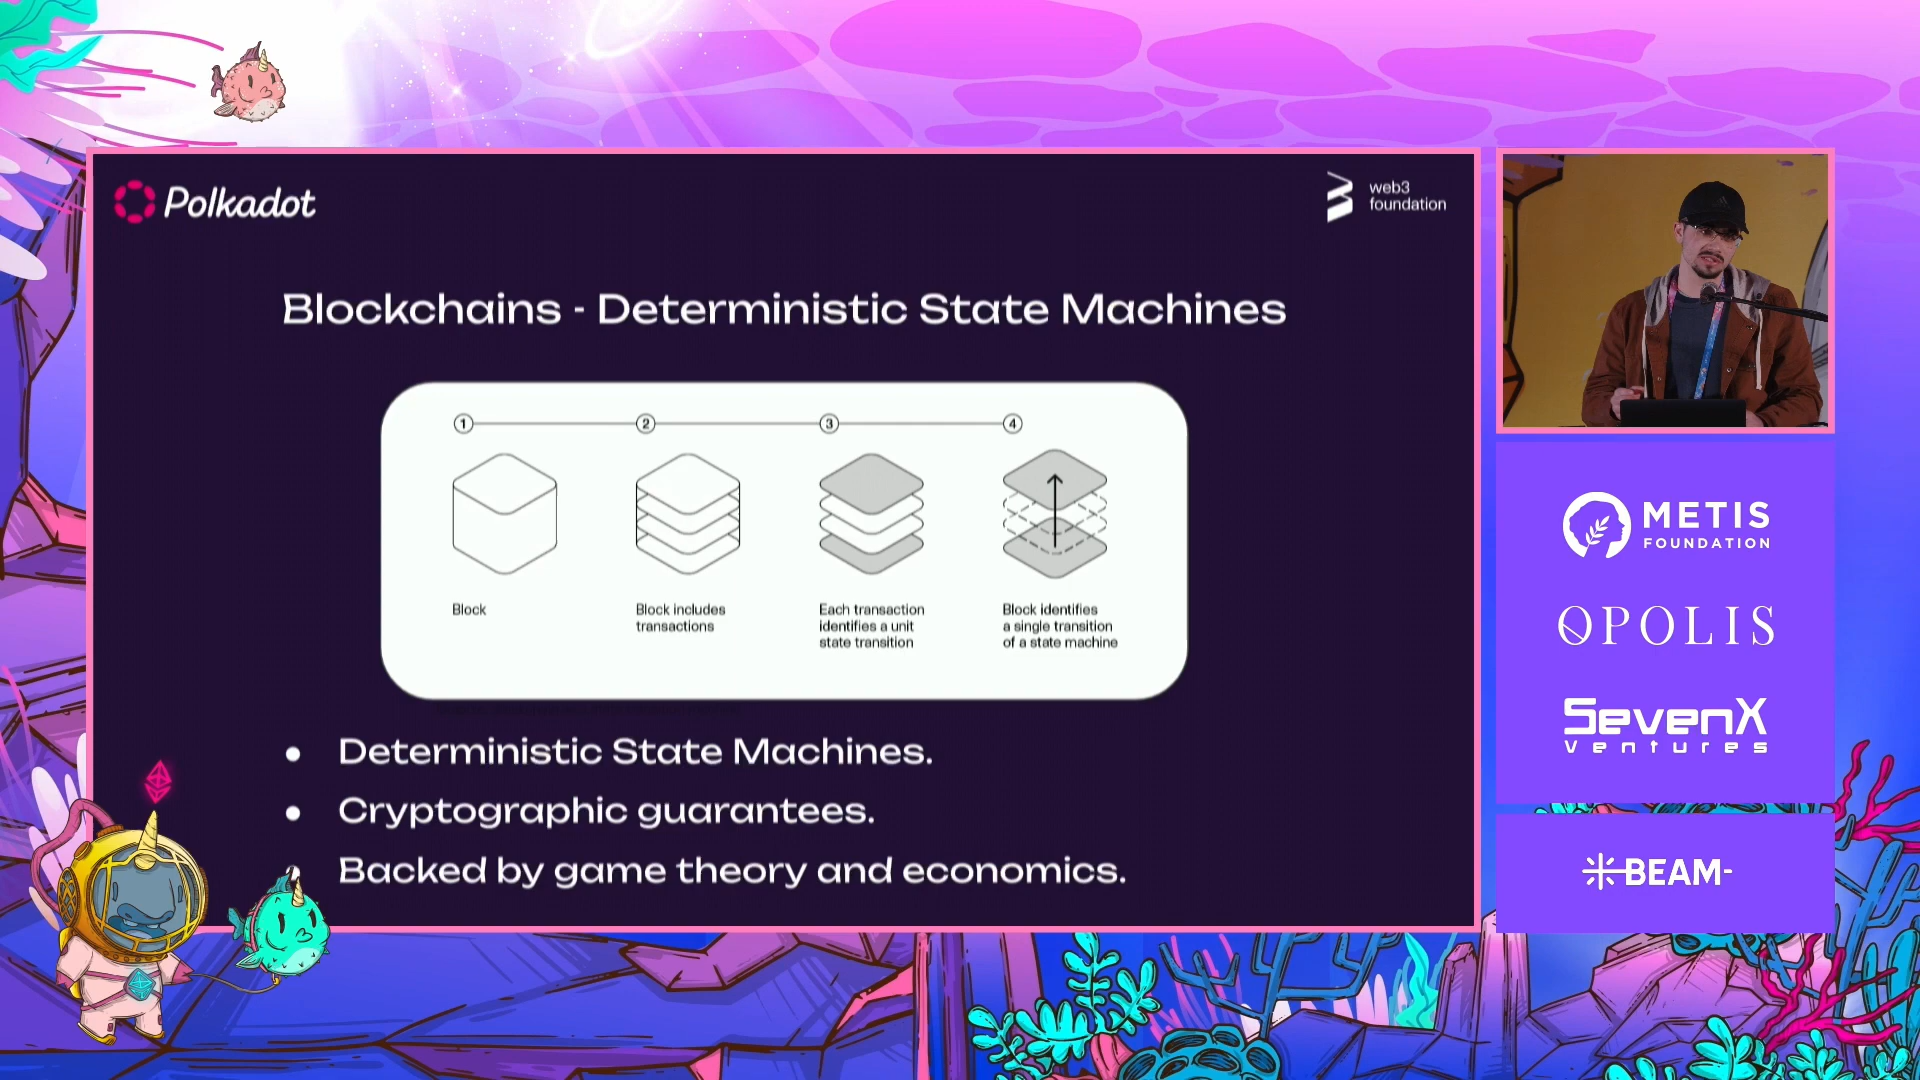 Polkadot
web3
foundation
Blockchains - Deterministic State Machines
1
2
3
4
Block
Block includes
transactions
Each transaction
identifies a unit
state transition
Block identifies
a single transition
of a state machine
Deterministic State Machines.
Cryptographic guarantees.
Backed by game theory and economics.
METIS
FOUNDATION
OPOLIS
SevenX
Ventures
BEAM